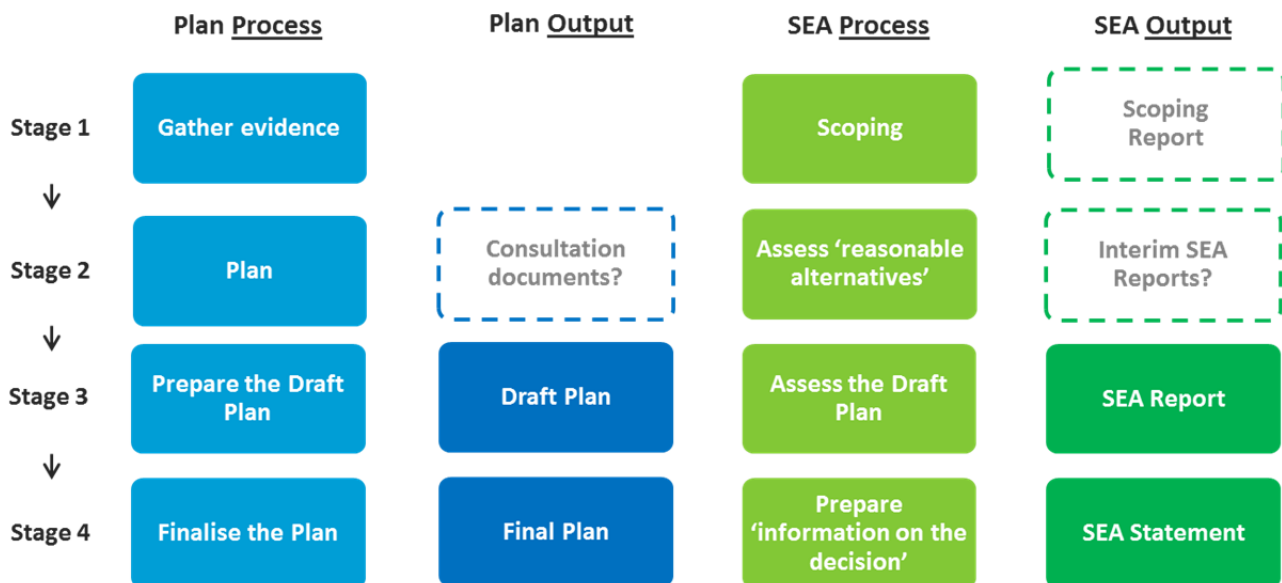 Plan Process
Plan Output
SEA Process
SEA Output
Stage 1
Gather evidence
Scoping
Scoping
Report
Stage 2
Plan
Consultation
documents?
Assess ‘reasonable
alternatives’
Interim SEA
Reports?
Stage 3
Prepare the Draft
Plan
Draft Plan
Assess the Draft
Plan
SEA Report
Stage 4
Finalise the Plan
Final Plan
Prepare
‘information on the
decision’
SEA Statement